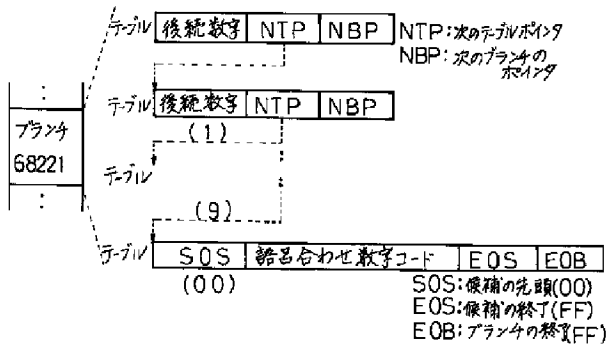 テーブル 後続数字 NTP NBP NTP:次のテーブルポインタ
NBP:次のブランチの
ポインタ
テーブル 後続数字 NTP NBP
(1)
:
ブランチ
68221
:
テーブル
(9)
テーブル SOS 語呂合わせ数字コード EOS EOB
(00)
SOS:候補の先頭(00)
EOS:候補の終了(FF)
EOB:ブランチの終了(FF)